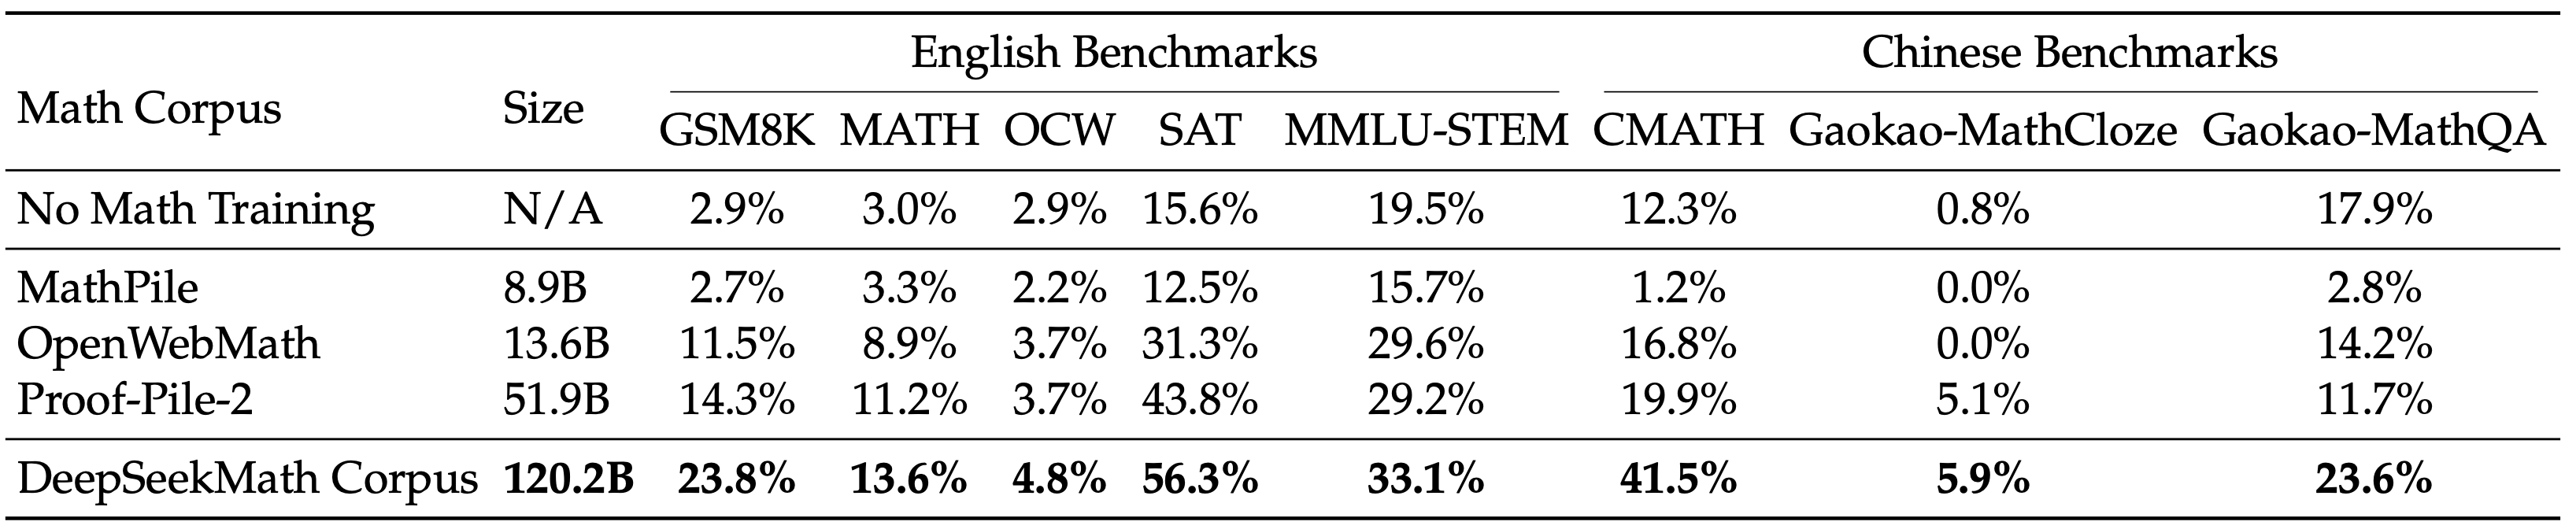 English Benchmarks Chinese Benchmarks
Math Corpus Size
GSM8K MATH OCW SAT MMLU-STEM CMATH Gaokao-MathCloze Gaokao-MathQA
No Math Training N/A 2.9% 3.0% 2.9% 15.6% 19.5% 12.3% 0.8% 17.9%
MathPile 8.9B 2.7% 3.3% 2.2% 12.5% 15.7% 1.2% 0.0% 2.8%
OpenWebMath 13.6B 11.5% 8.9% 3.7% 31.3% 29.6% 16.8% 0.0% 14.2%
Proof-Pile-2 51.9B 14.3% 11.2% 3.7% 43.8% 29.2% 19.9% 5.1% 11.7%
DeepSeekMath Corpus 120.2B 23.8% 13.6% 4.8% 56.3% 33.1% 41.5% 5.9% 23.6%